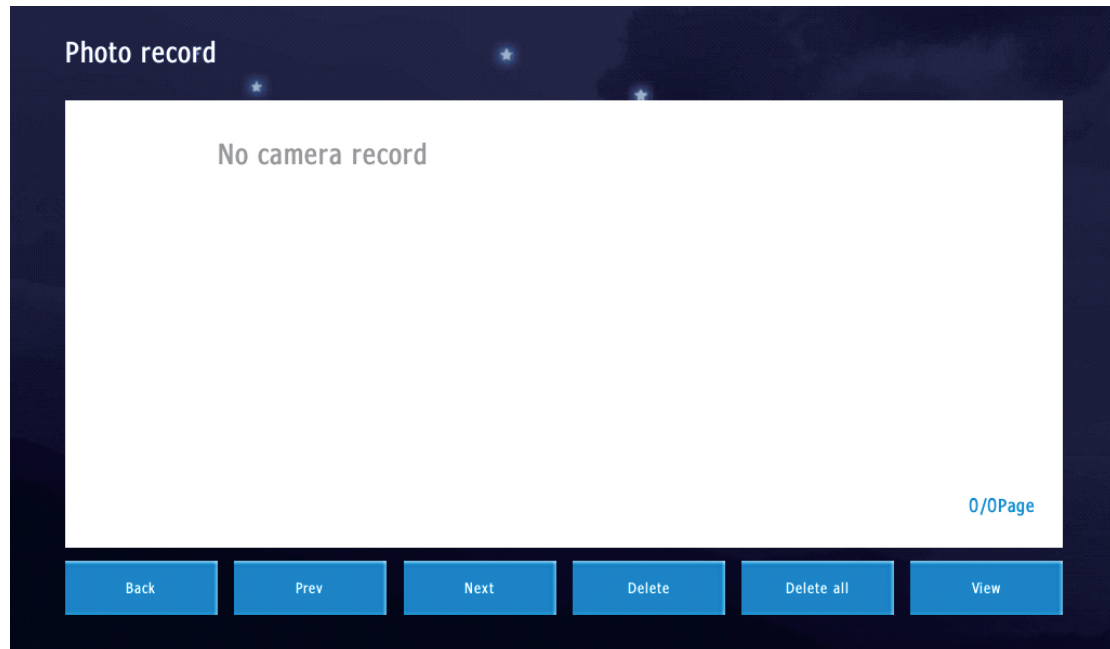 Photo record
No camera record
0/0Page
Back
Prev
Next
Delete
Delete all
View